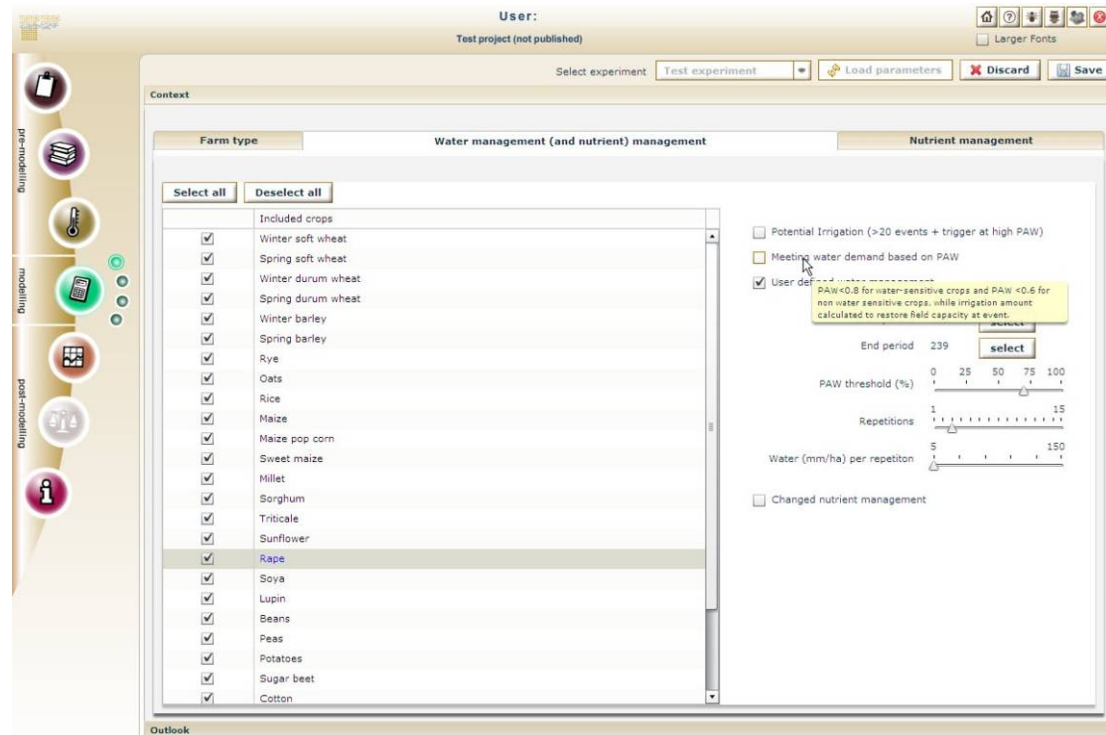 User:
Test project (not published)
Larger Fonts
Select experiment Test experiment Load parameters Discard Save
Context
Farm type Water management (and nutrient) management Nutrient management
Select all Deselect all
Included crops
Winter soft wheat
Spring soft wheat
Winter durum wheat
Spring durum wheat
Winter barley
Spring barley
Rye
Oats
Rice
Maize
Maize pop corn
Sweet maize
Millet
Sorghum
Triticale
Sunflower
Rape
Soya
Lupin
Beans
Peas
Potatoes
Sugar beet
Cotton
Potential Irrigation (>20 events + trigger at high PAW)
Meeting water demand based on PAW
User defined water management
PAW<0.8 for water-sensitive crops and PAW <0.6 for
non water sensitive crops, while irrigation amount
calculated to restore field capacity at event.
select
End period 239 select
0 25 50 75 100
PAW threshold (%)
1 15
Repetitions
5 150
Water (mm/ha) per repetiton
Changed nutrient management
pre-modelling
modelling
post-modelling
Outlook